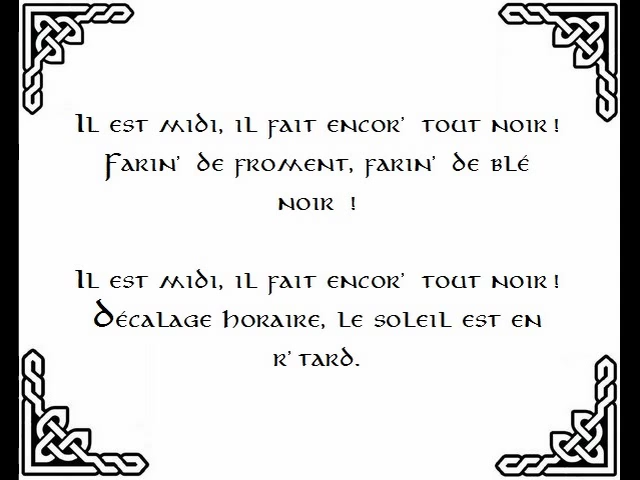 Il est midi, il fait encor' tout noir !
Farin' de froment, farin' de blé
noir !
Il est midi, il fait encor' tout noir !
Décalage horaire, le soleil est en
r'tard.